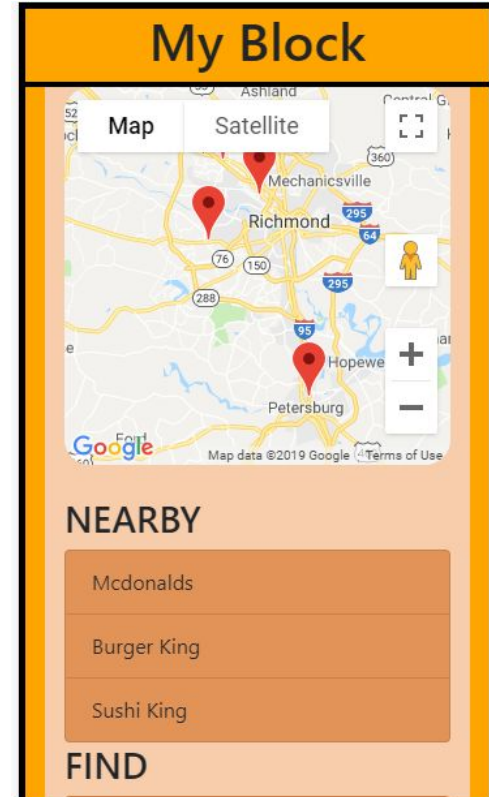 My Block
Ashland
Map Satellite
360
Mechanicsville
Richmond
295
64
76
150
295
288
95
Hopewe
Petersburg
Google
Map data ©2019 Google
Terms of Use
NEARBY
Mcdonalds
Burger King
Sushi King
FIND